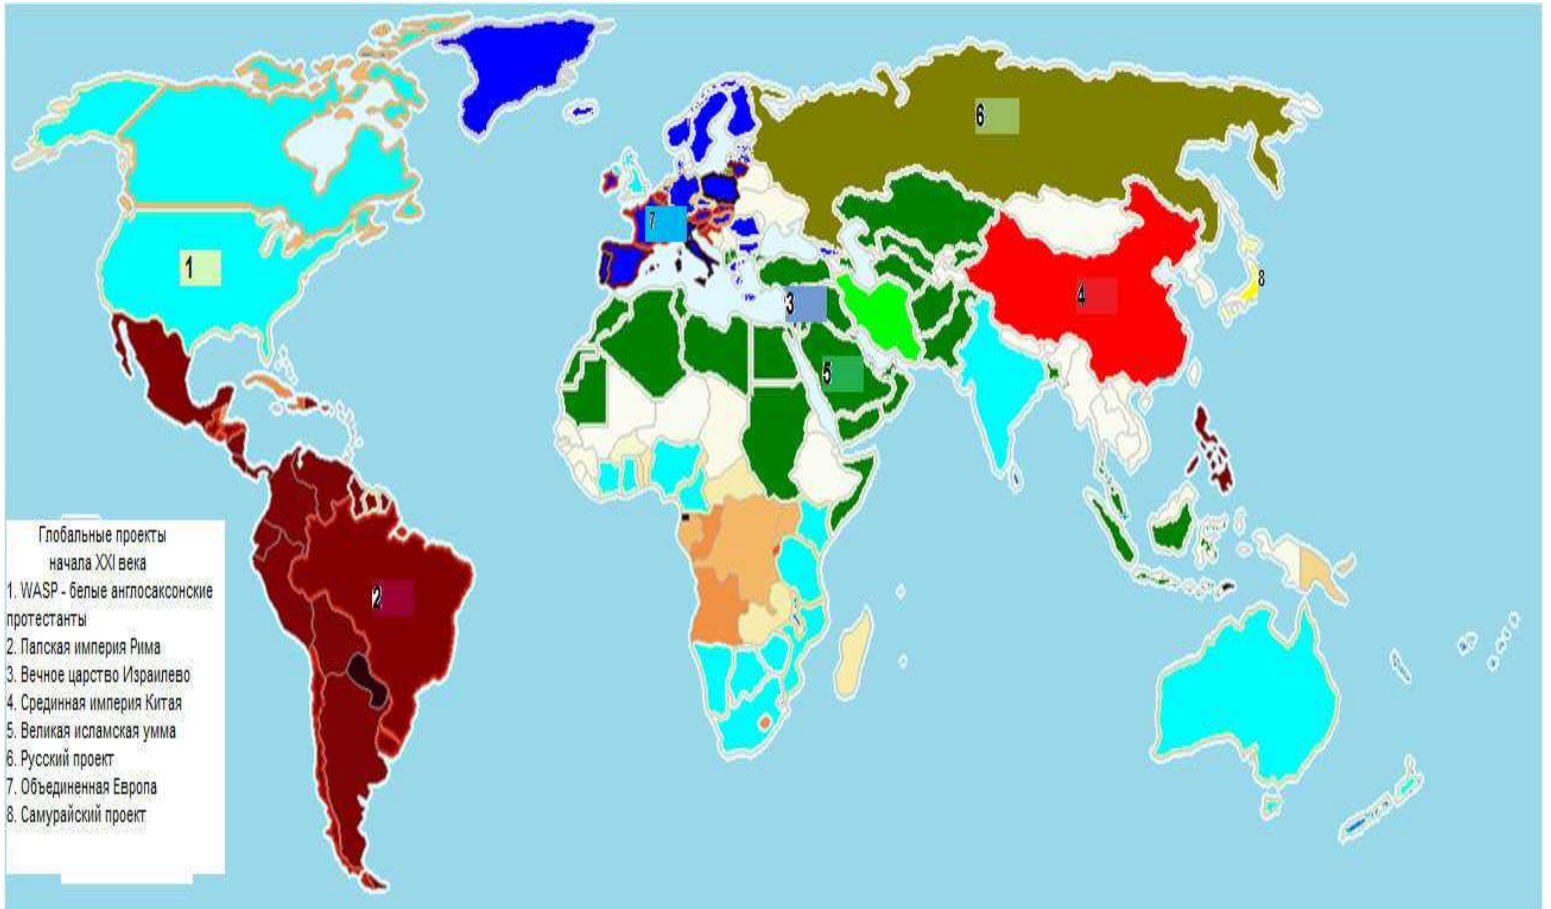 6
7
1
8
3
4
5
2
Глобальные проекты
начала XXI века
1. WASP - белые англосаксонские
протестанты
2. Папская империя Рима
3. Вечное царство Израилево
4. Срединная империя Китая
5. Великая исламская умма
6. Русский проект
7. Объединенная Европа
8. Самурайский проект